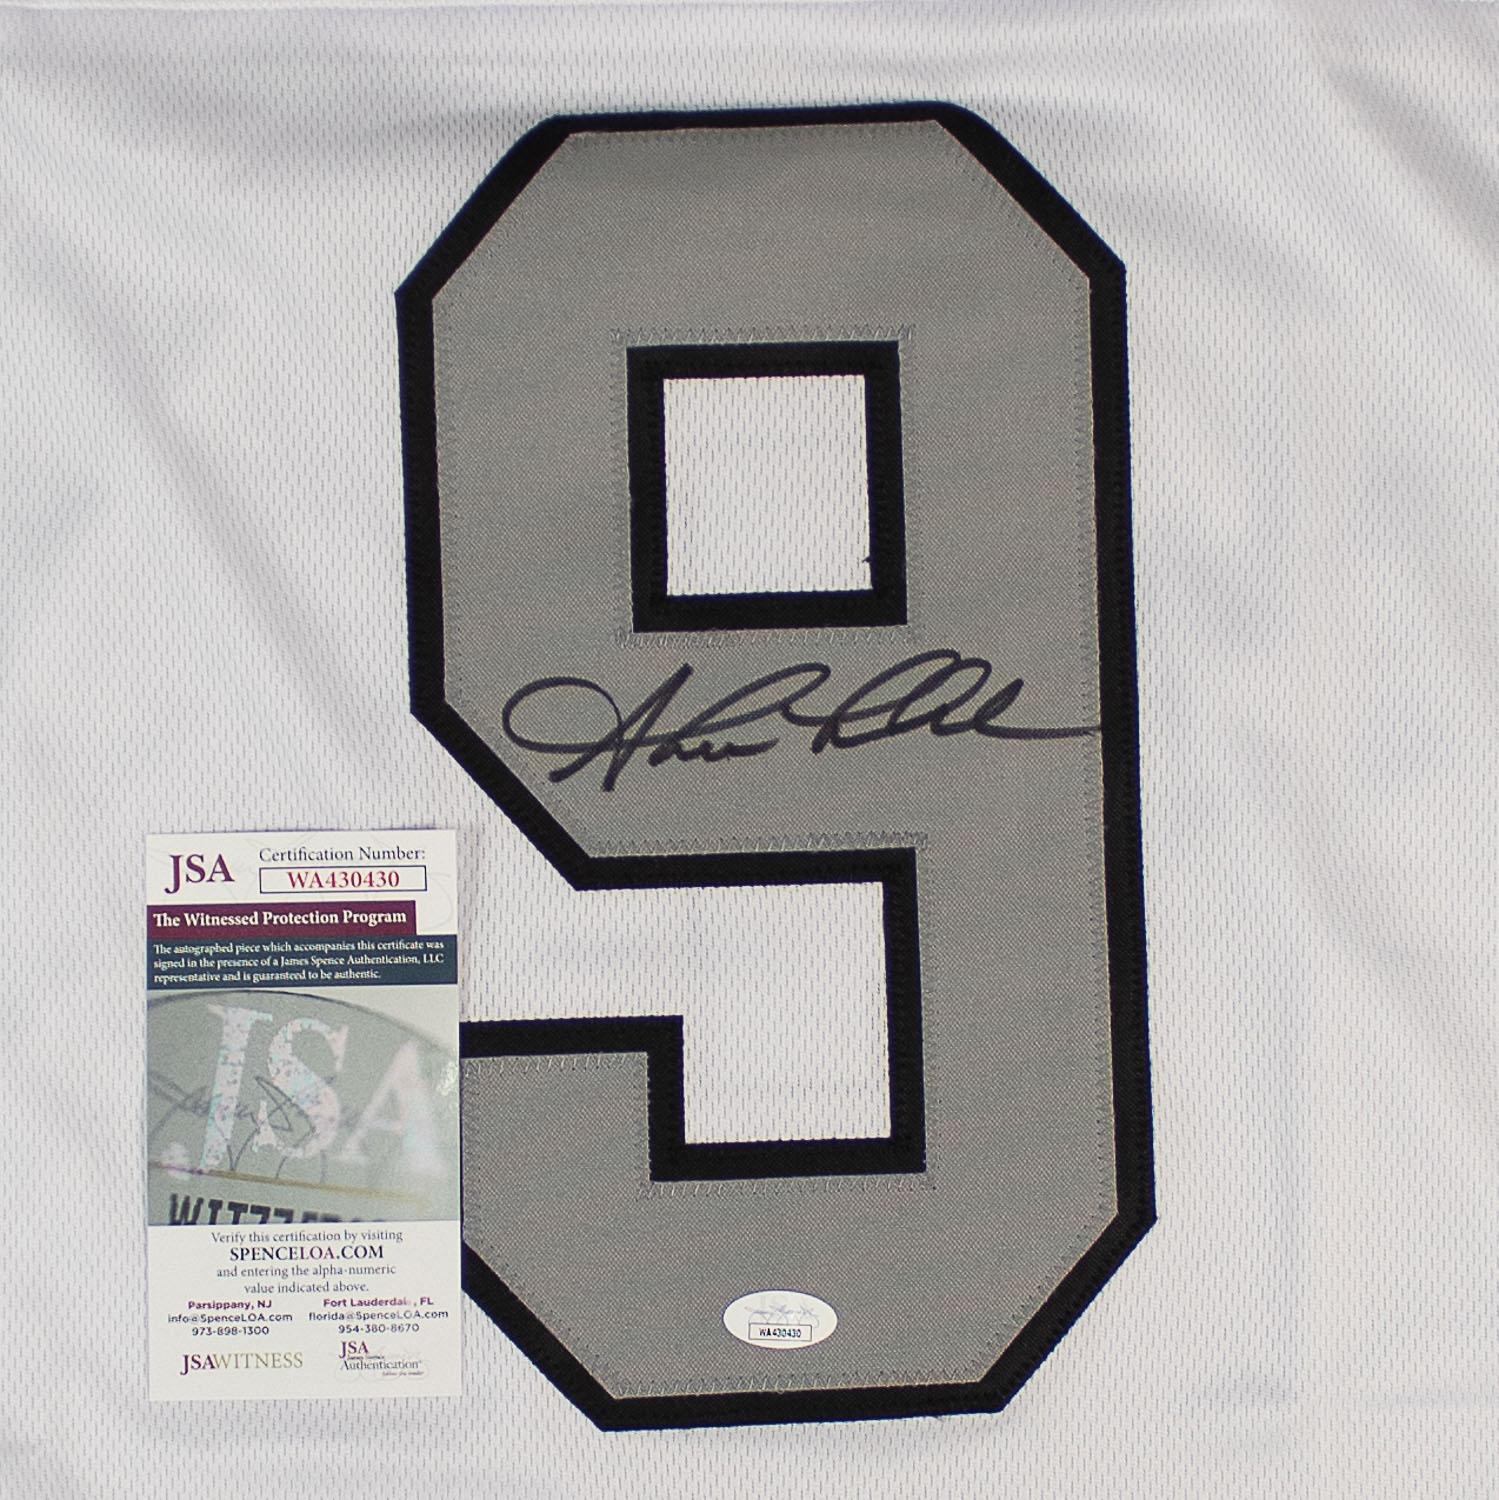 9
JSA
Certification Number:
WA430430
The Witnessed Protection Program
The autographed piece which accompanies this certificate was
signed in the presence of a James Spence Authentication, LLC
representative and is guaranteed to be authentic.
JSA
Verify this certification by visiting
SPENCELOA.COM
and entering the alpha-numeric
value indicated above.
Parsippany, NJ
info@SpenceLOA.com
973-898-1300
Fort Lauderdal , FL
florida@SpenceLOA.com
954-380-8670
JSAWITNESS
JSA
Authentication
WA430430